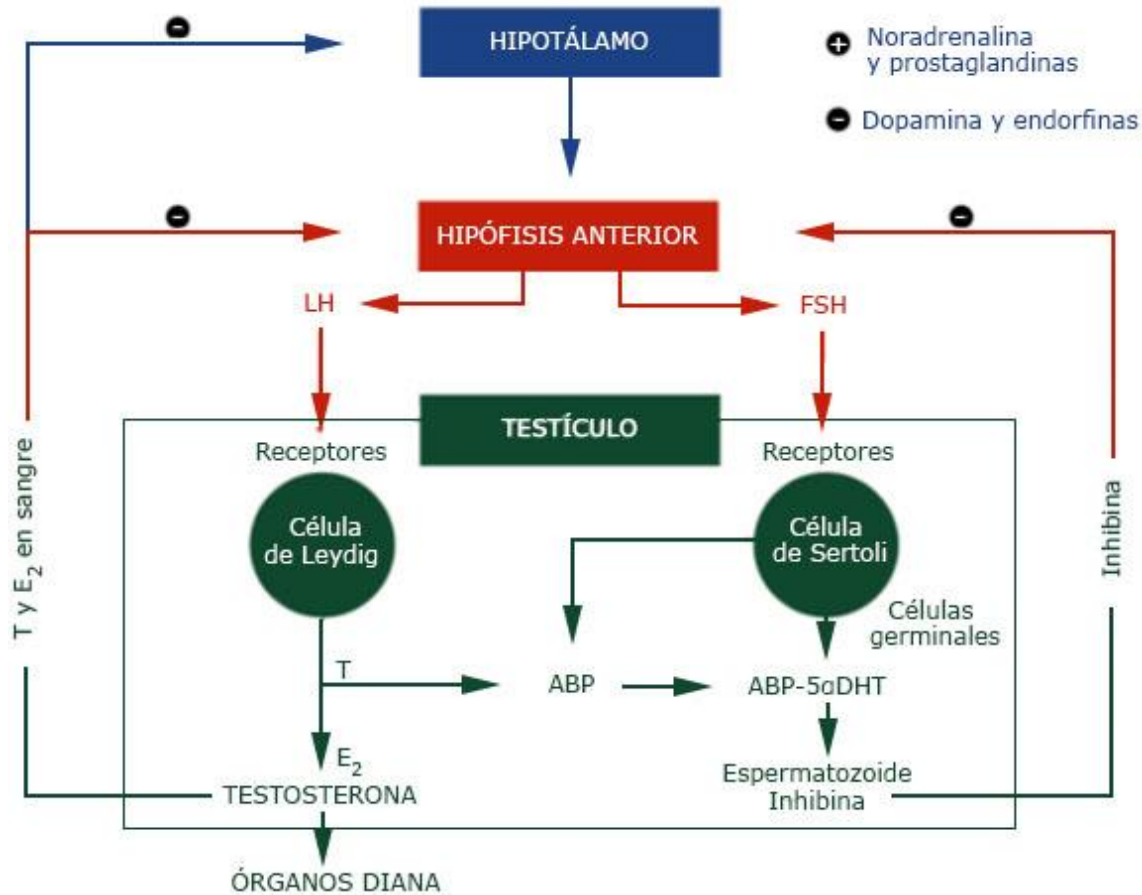 HIPOTÁLAMO
+ Noradrenalina
y prostaglandinas
- Dopamina y endorfinas
-
-
-
HIPÓFISIS ANTERIOR
LH
FSH
TESTÍCULO
Receptores
Receptores
Célula
de Leydig
Célula
de Sertoli
T y E₂ en sangre
Inhibina
Células
germinales
T
ABP
ABP-5αDHT
E₂
TESTOSTERONA
Espermatozoide
Inhibina
ÓRGANOS DIANA